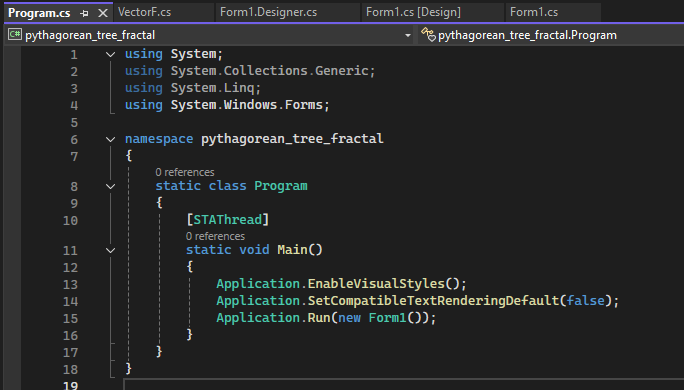 Program.cs VectorF.cs Form1.Designer.cs Form1.cs [Design] Form1.cs
C# pythagorean_tree_fractal pythagorean_tree_fractal.Program
1 using System;
2 using System.Collections.Generic;
3 using System.Linq;
4 using System.Windows.Forms;
5
6 namespace pythagorean_tree_fractal
7 {
0 references
8 static class Program
9 {
10 [STAThread]
0 references
11 static void Main()
12 {
13 Application.EnableVisualStyles();
14 Application.SetCompatibleTextRenderingDefault(false);
15 Application.Run(new Form1());
16 }
17 }
18 }
19